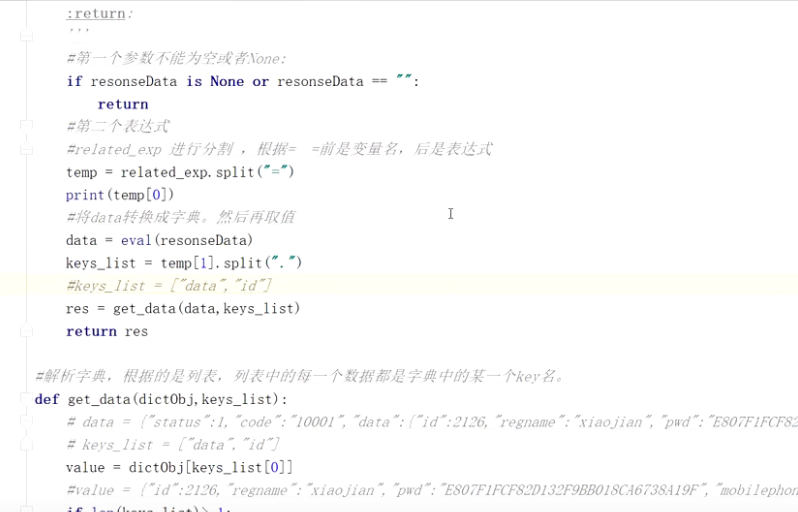 :return:
'''
#第一个参数不能为空或者None:
if resonseData is None or resonseData == "":
return
#第二个表达式
#related_exp 进行分割 ，根据= =前是变量名，后是表达式
temp = related_exp.split("=")
print(temp[0])
#将data转换成字典。然后再取值
data = eval(resonseData)
keys_list = temp[1].split(".")
#keys_list = ["data","id"]
res = get_data(data,keys_list)
return res
#解析字典，根据的是列表，列表中的每一个数据都是字典中的某一个key名。
def get_data(dictObj,keys_list):
# data = {"status":1,"code":"10001","data":{"id":2126,"regname":"xiaojian","pwd":"E807F1FCF82
# keys_list = ["data","id"]
value = dictObj[keys_list[0]]
#value = {"id":2126,"regname":"xiaojian","pwd":"E807F1FCF82D132F9BB018CA6738A19F","mobilephon
if len(keys_list)> 1: